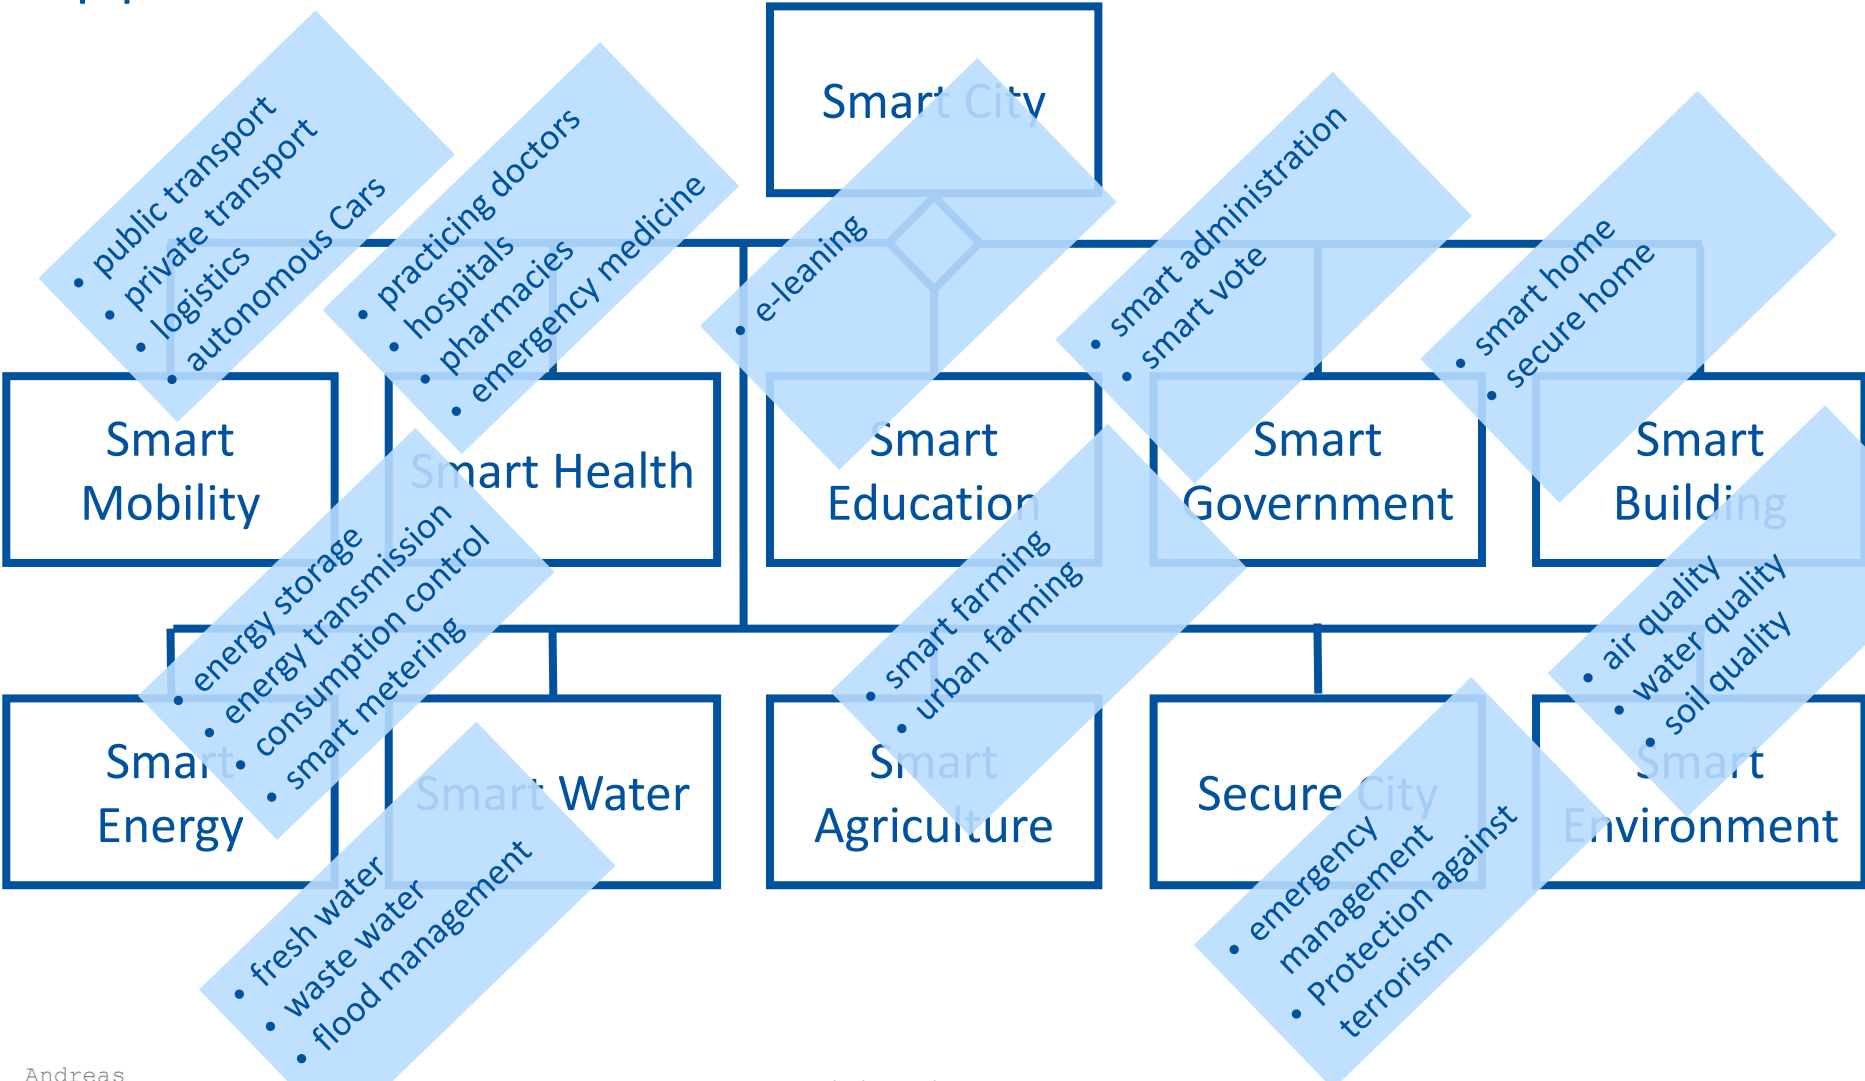 Smart City
• public transport
• private transport
• logistics
• autonomous Cars
• practicing doctors
• hospitals
• pharmacies
• emergency medicine
• e-leaning
• smart administration
• smart vote
• smart home
• secure home
Smart
Mobility
Smart Health
Smart
Education
Smart
Government
Smart
Building
• energy storage
• energy transmission
• consumption control
• smart metering
• smart farming
• urban farming
• air quality
• water quality
• soil quality
Smart
Energy
Smart Water
Smart
Agriculture
Secure City
Smart
Environment
• fresh water
• waste water
• flood management
• emergency
management
• Protection against
terrorism
Andreas